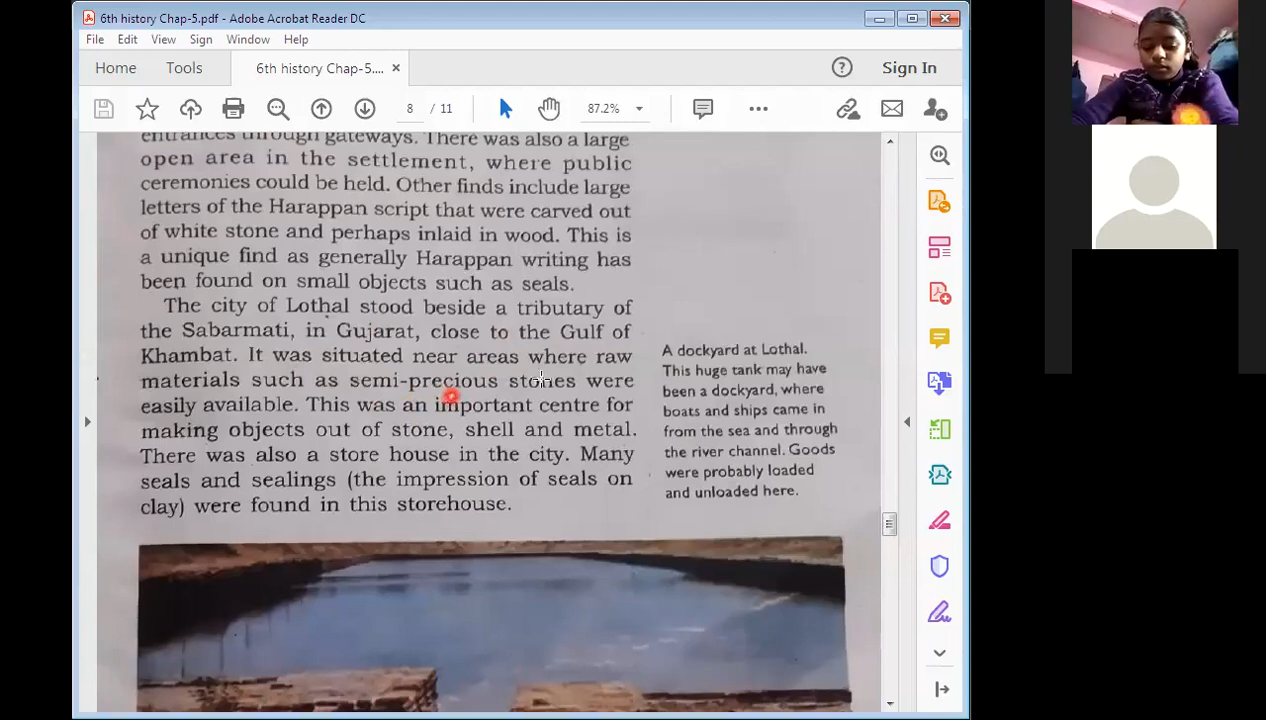 6th history Chap-5.pdf - Adobe Acrobat Reader DC
File Edit View Sign Window Help
Home Tools 6th history Chap-5.... × Sign In
8 / 11 87.2%
entrances through gateways. There was also a large
open area in the settlement, where public
ceremonies could be held. Other finds include large
letters of the Harappan script that were carved out
of white stone and perhaps inlaid in wood. This is
a unique find as generally Harappan writing has
been found on small objects such as seals.
The city of Lothal stood beside a tributary of
the Sabarmati, in Gujarat, close to the Gulf of
Khambat. It was situated near areas where raw
materials such as semi-precious stones were
easily available. This was an important centre for
making objects out of stone, shell and metal.
There was also a store house in the city. Many
seals and sealings (the impression of seals on
clay) were found in this storehouse.
A dockyard at Lothal.
This huge tank may have
been a dockyard, where
boats and ships came in
from the sea and through
the river channel. Goods
were probably loaded
and unloaded here.